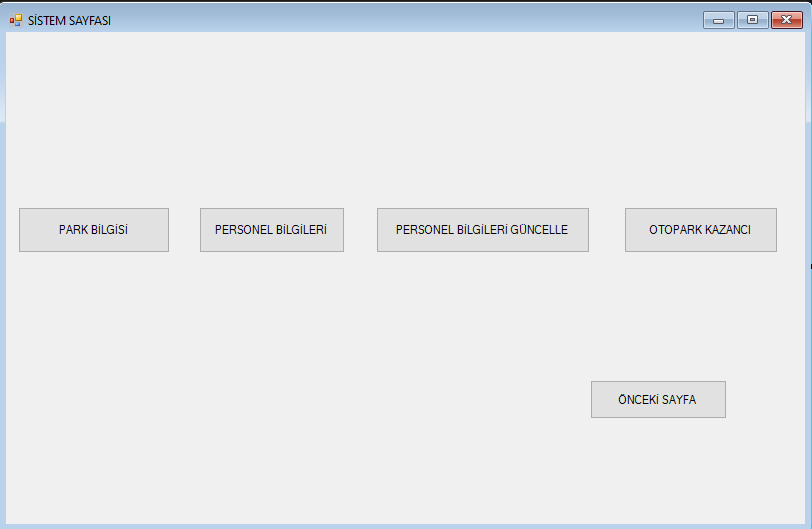 SİSTEM SAYFASI
PARK BİLGİSİ
PERSONEL BİLGİLERİ
PERSONEL BİLGİLERİ GÜNCELLE
OTOPARK KAZANCI
ÖNCEKİ SAYFA